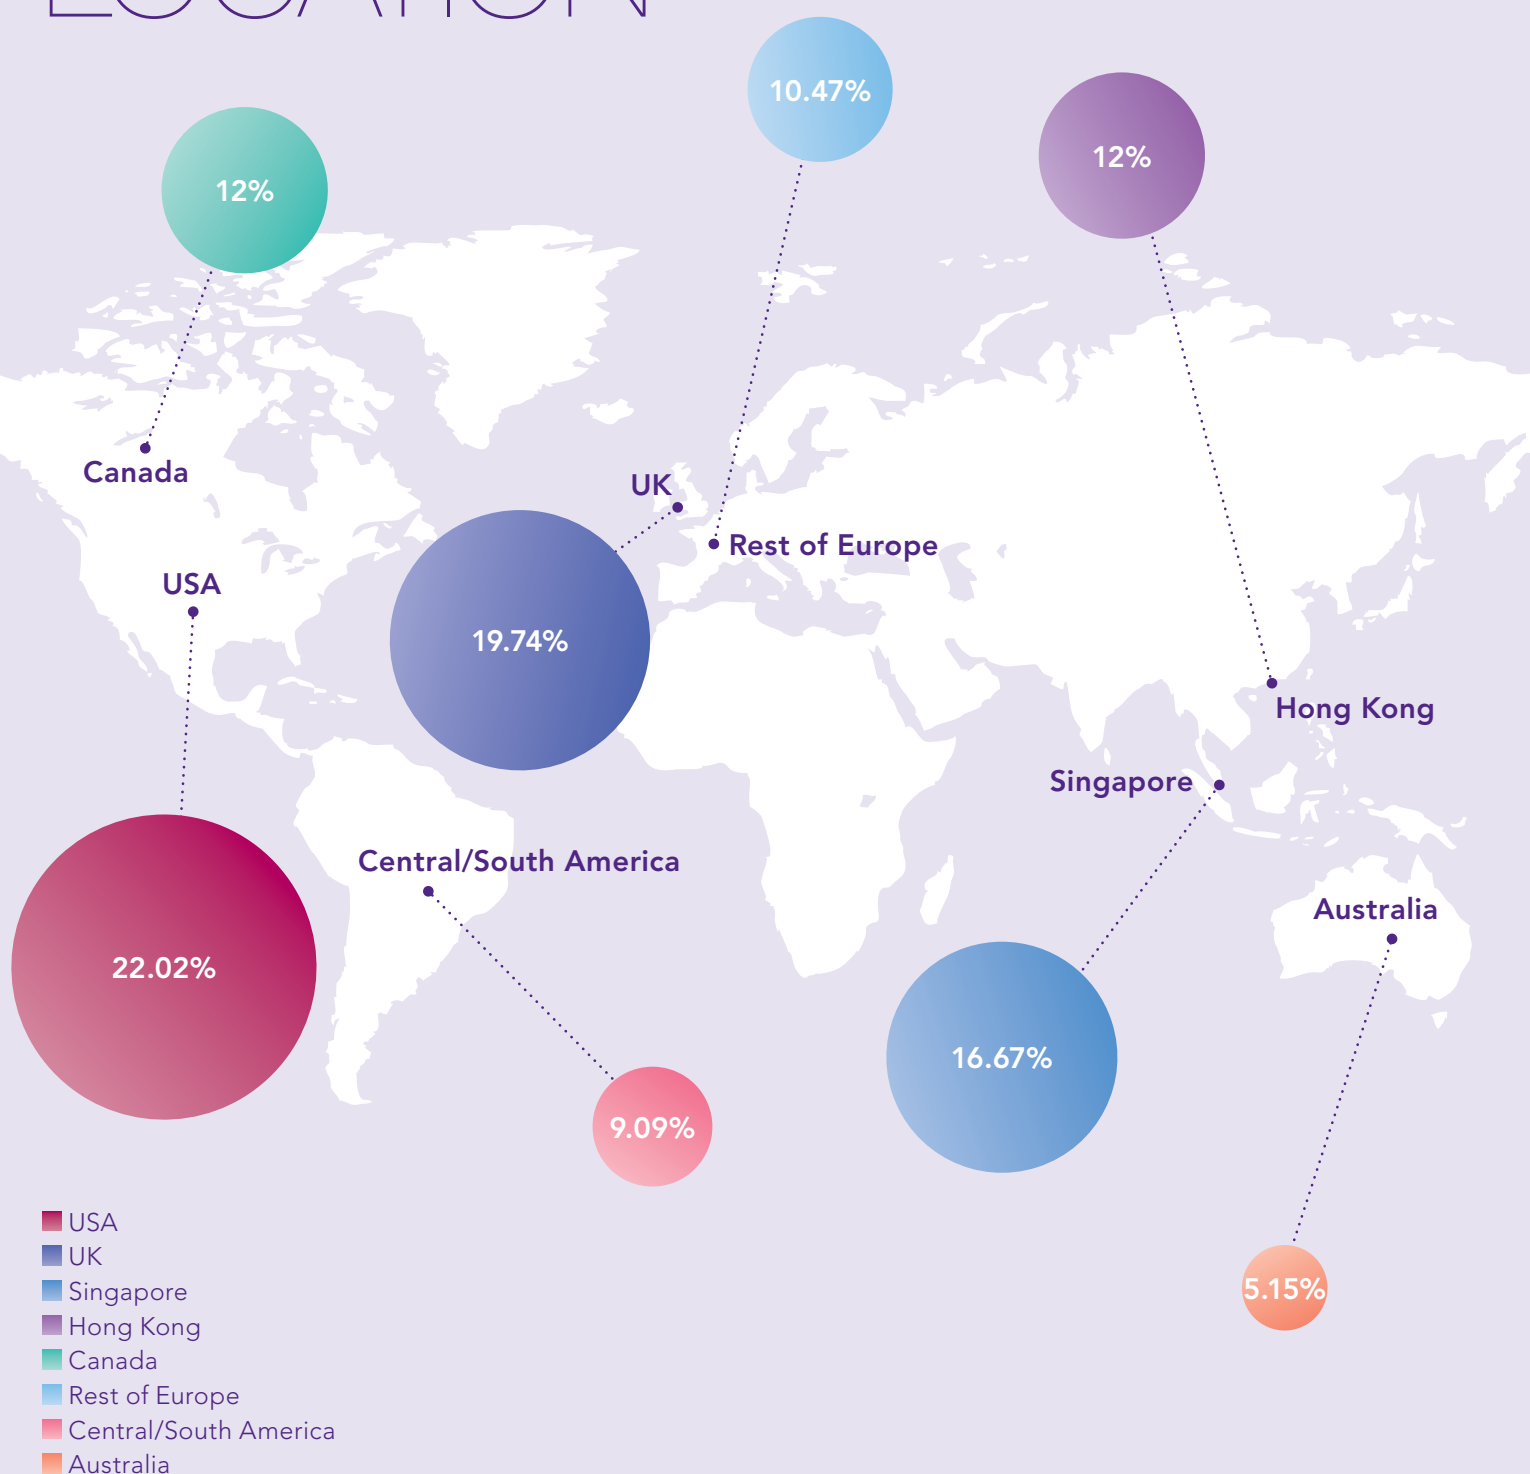 LOCATION
10.47%
12%
12%
Canada
UK
Rest of Europe
USA
19.74%
Hong Kong
Singapore
Central/South America
Australia
22.02%
16.67%
9.09%
5.15%
USA
UK
Singapore
Hong Kong
Canada
Rest of Europe
Central/South America
Australia